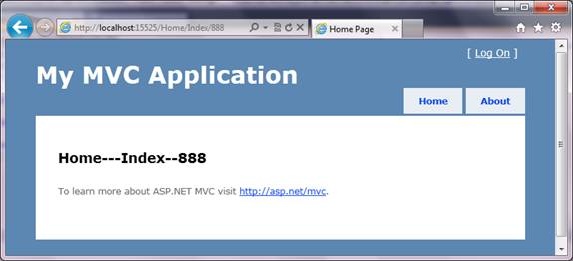 http://localhost:15525/Home/Index/888
Home Page
[ Log On ]
My MVC Application
Home
About
Home---Index--888
To learn more about ASP.NET MVC visit http://asp.net/mvc.